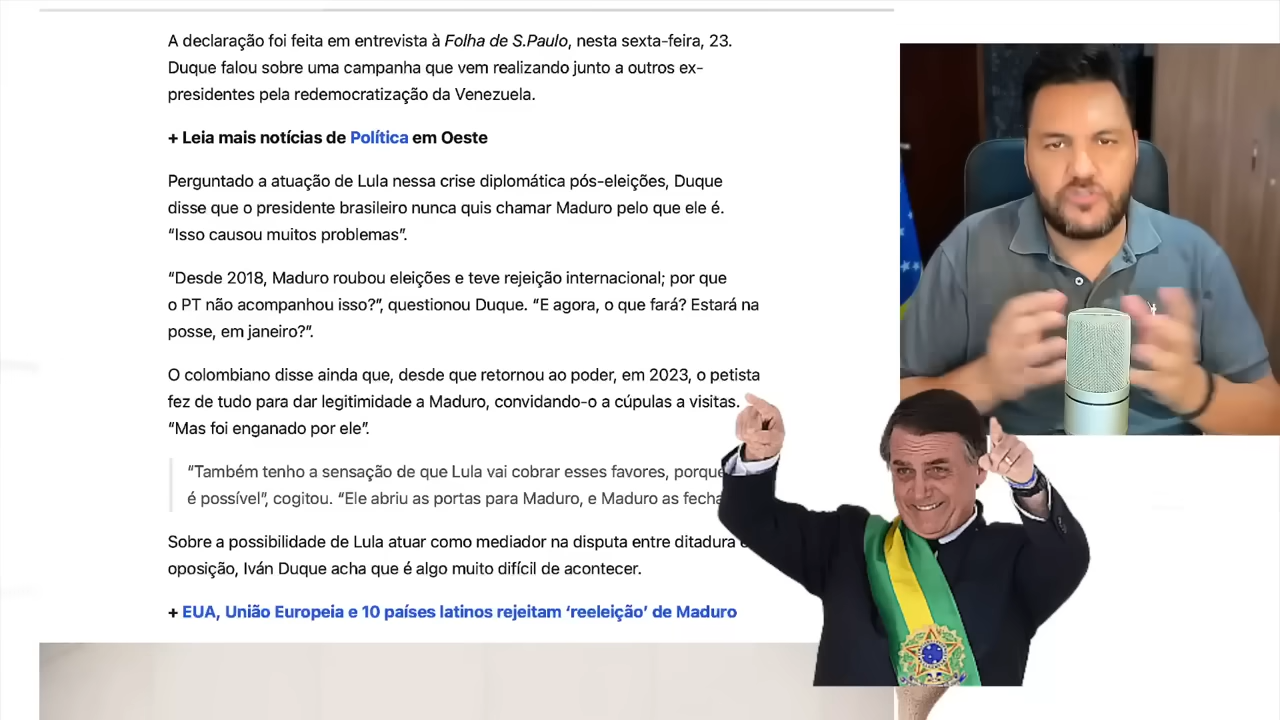 A declaração foi feita em entrevista à Folha de S.Paulo, nesta sexta-feira, 23.
Duque falou sobre uma campanha que vem realizando junto a outros ex-
presidentes pela redemocratização da Venezuela.
+ Leia mais notícias de Política em Oeste
Perguntado a atuação de Lula nessa crise diplomática pós-eleições, Duque
disse que o presidente brasileiro nunca quis chamar Maduro pelo que ele é.
“Isso causou muitos problemas”.
“Desde 2018, Maduro roubou eleições e teve rejeição internacional; por que
o PT não acompanhou isso?”, questionou Duque. “E agora, o que fará? Estará na
posse, em janeiro?”.
O colombiano disse ainda que, desde que retornou ao poder, em 2023, o petista
fez de tudo para dar legitimidade a Maduro, convidando-o a cúpulas a visitas.
“Mas foi enganado por ele”.
“Também tenho a sensação de que Lula vai cobrar esses favores, porque
é possível”, cogitou. “Ele abriu as portas para Maduro, e Maduro as
Sobre a possibilidade de Lula atuar como mediador na disputa entre ditadura
oposição, Iván Duque acha que é algo muito difícil de acontecer.
+ EUA, União Europeia e 10 países latinos rejeitam ‘reeleição’ de Maduro